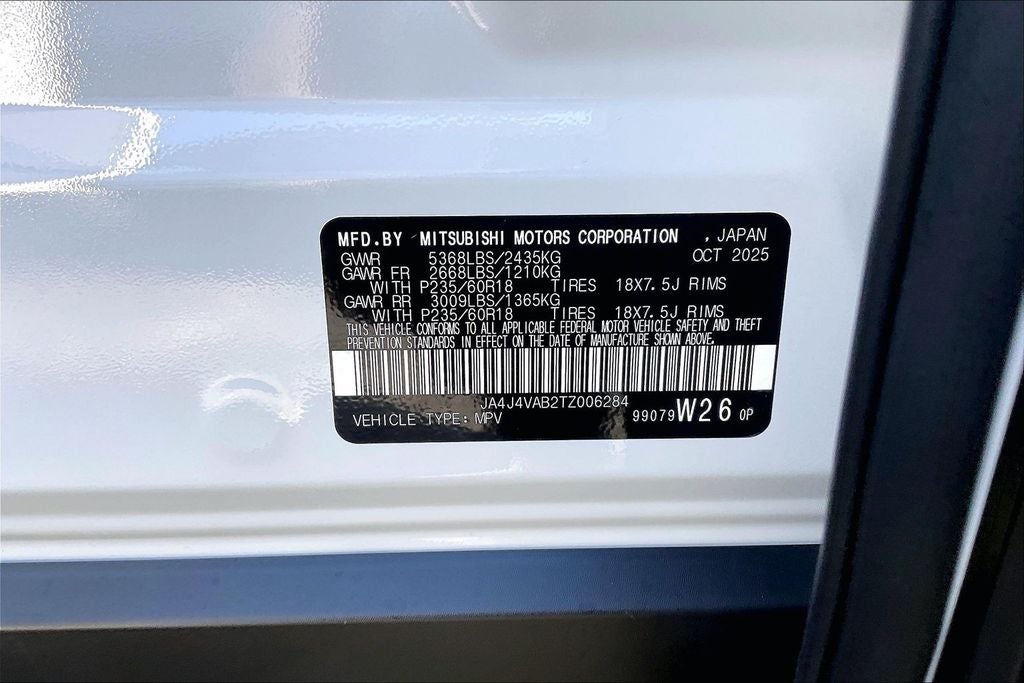 MFD.BY MITSUBISHI MOTORS CORPORATION , JAPAN
GVWR 5368LBS/2435KG OCT 2025
GAWR FR 2668LBS/1210KG
WITH P235/60R18 TIRES 18X7.5J RIMS
GAWR RR 3009LBS/1365KG
WITH P235/60R18 TIRES 18X7.5J RIMS
THIS VEHICLE CONFORMS TO ALL APPLICABLE FEDERAL MOTOR VEHICLE SAFETY AND THEFT
PREVENTION STANDARDS IN EFFECT ON THE DATE OF MANUFACTURE SHOWN ABOVE.
JA4J4VAB2TZ006284
VEHICLE TYPE: MPV 99079 W26 0P